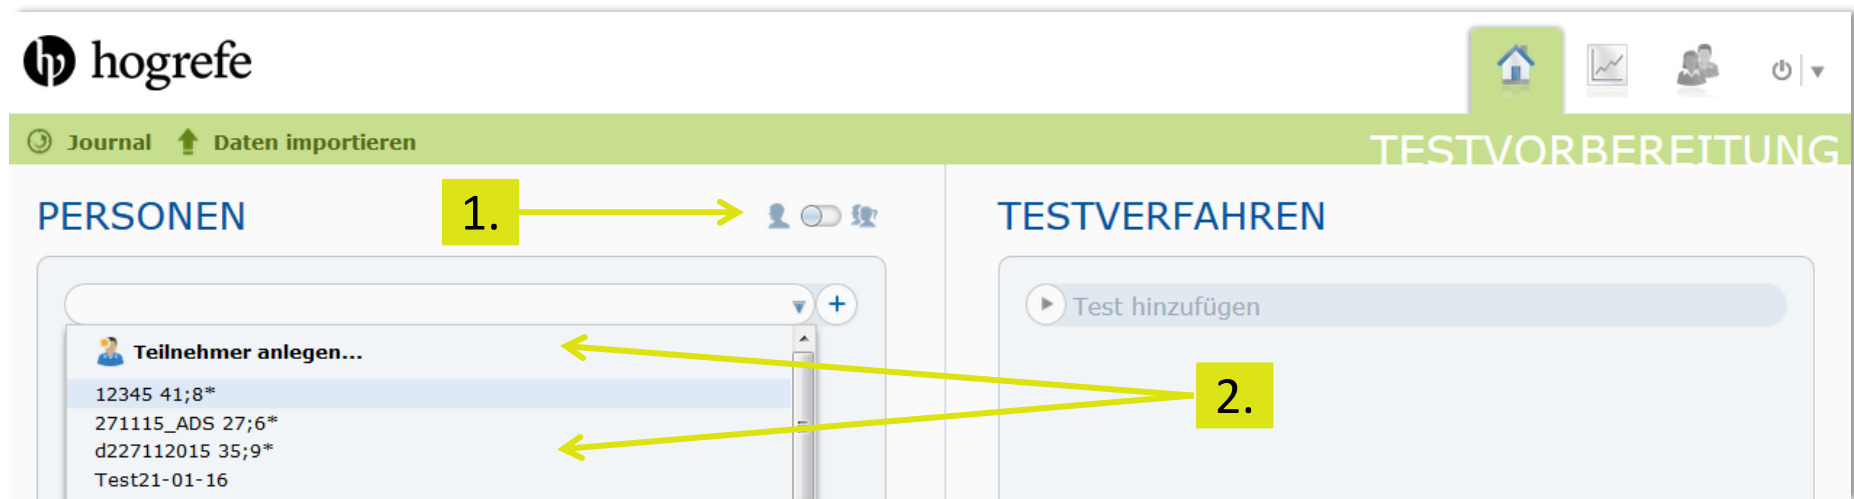 hp hogrefe
Journal Daten importieren
TESTVORBEREITUNG
PERSONEN
1.
TESTVERFAHREN
+
Test hinzufügen
Teilnehmer anlegen...
12345 41;8*
271115_ADS 27;6*
d227112015 35;9*
Test21-01-16
2.